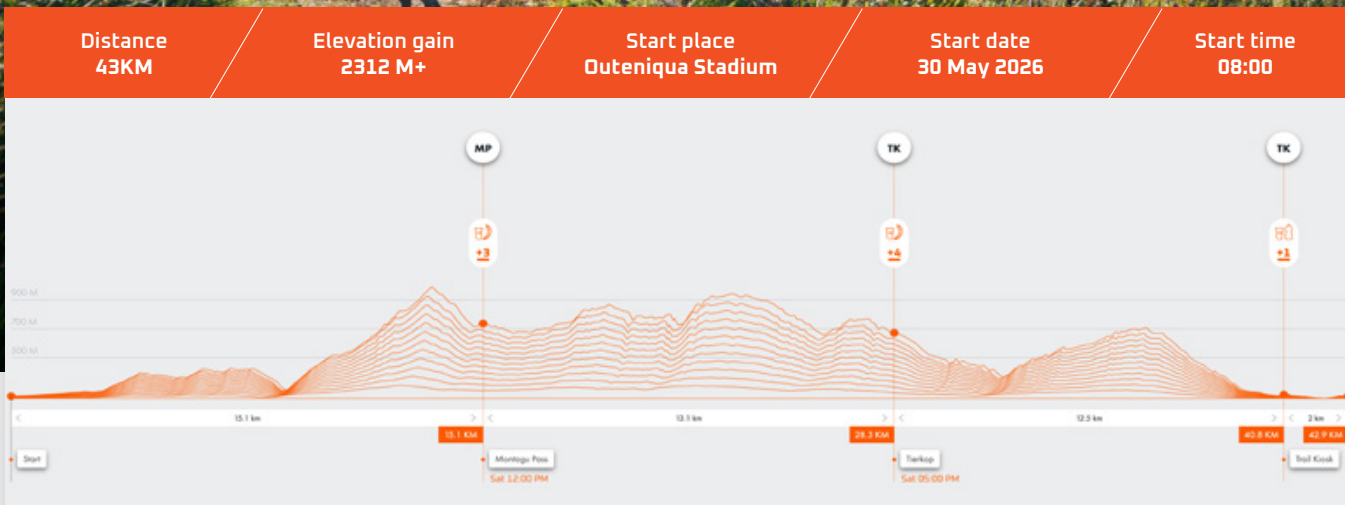 Distance
43KM
Elevation gain
2312 M+
Start place
Outeniqua Stadium
Start date
30 May 2026
Start time
08:00
MP
TK
TK
+3
+4
+1
900 M
700 M
500 M
15.1 km
13.1 km
12.5 km
2 km
15.1 KM
28.3 KM
40.8 KM
42.9 KM
Start
Montagu Pass
Tierkop
Trail Kiosk
Sat 12:00 PM
Sat 05:00 PM